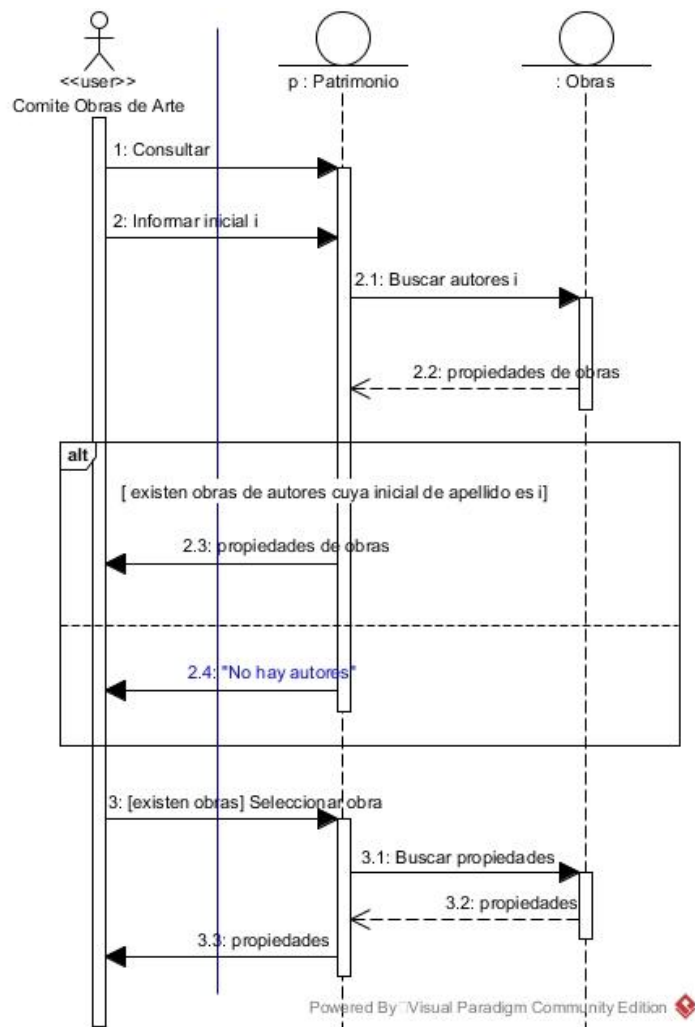 <<user>>
Comite Obras de Arte
p : Patrimonio
: Obras
1: Consultar
2: Informar inicial i
2.1: Buscar autores i
2.2: propiedades de obras
alt
[ existen obras de autores cuya inicial de apellido es i]
2.3: propiedades de obras
2.4: "No hay autores"
3: [existen obras] Seleccionar obra
3.1: Buscar propiedades
3.2: propiedades
3.3: propiedades
Powered By Visual Paradigm Community Edition